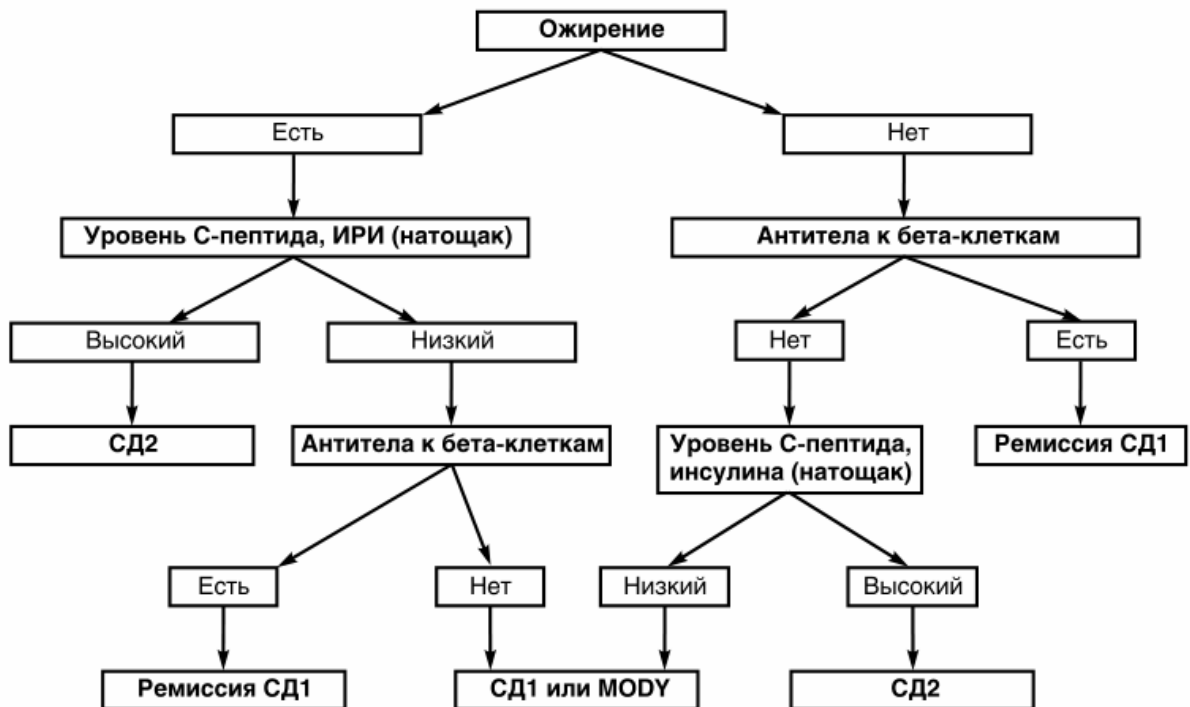 Ожирение
Есть
Нет
Уровень С-пептида, ИРИ (натощак)
Антитела к бета-клеткам
Высокий
Низкий
Нет
Есть
СД2
Антитела к бета-клеткам
Уровень С-пептида,
инсулина (натощак)
Ремиссия СД1
Есть
Нет
Низкий
Высокий
Ремиссия СД1
СД1 или MODY
СД2